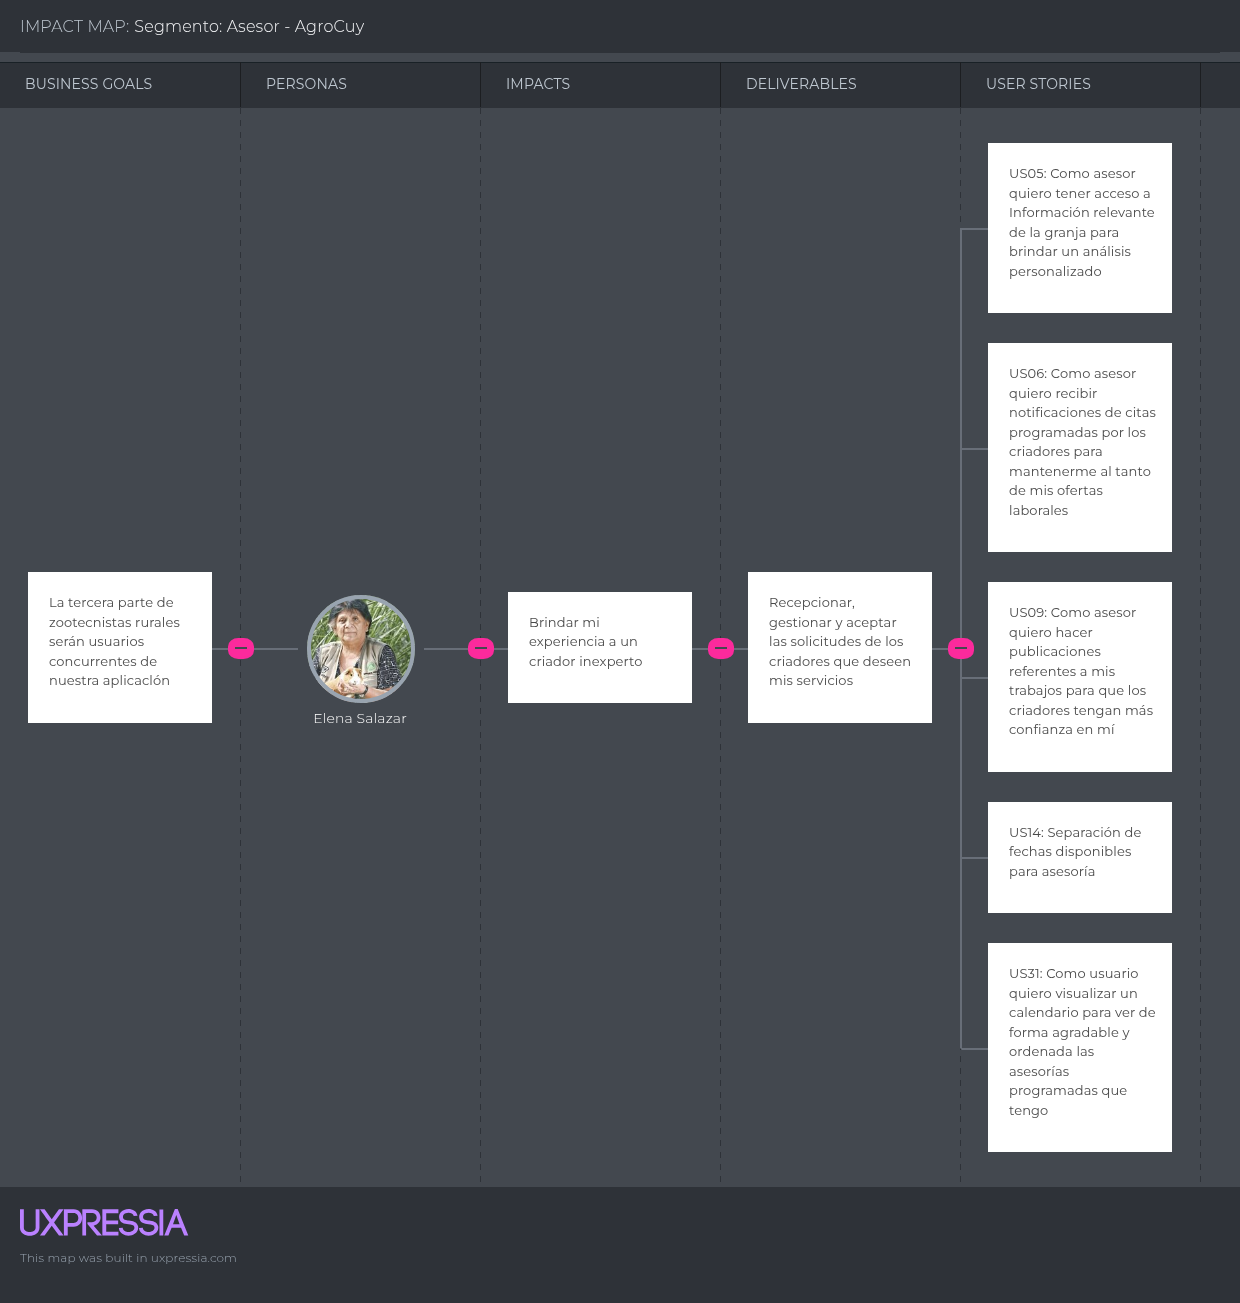 IMPACT MAP: Segmento: Asesor - AgroCuy
BUSINESS GOALS
PERSONAS
IMPACTS
DELIVERABLES
USER STORIES
La tercera parte de
zootecnistas rurales
serán usuarios
concurrentes de
nuestra aplicaclón
Elena Salazar
Brindar mi
experiencia a un
criador inexperto
Recepcionar,
gestionar y aceptar
las solicitudes de los
criadores que deseen
mis servicios
US05: Como asesor
quiero tener acceso a
Información relevante
de la granja para
brindar un análisis
personalizado
US06: Como asesor
quiero recibir
notificaciones de citas
programadas por los
criadores para
mantenerme al tanto
de mis ofertas
laborales
US09: Como asesor
quiero hacer
publicaciones
referentes a mis
trabajos para que los
criadores tengan más
confianza en mí
US14: Separación de
fechas disponibles
para asesoría
US31: Como usuario
quiero visualizar un
calendario para ver de
forma agradable y
ordenada las
asesorías
programadas que
tengo
UXPRESSIA
This map was built in uxpressia.com